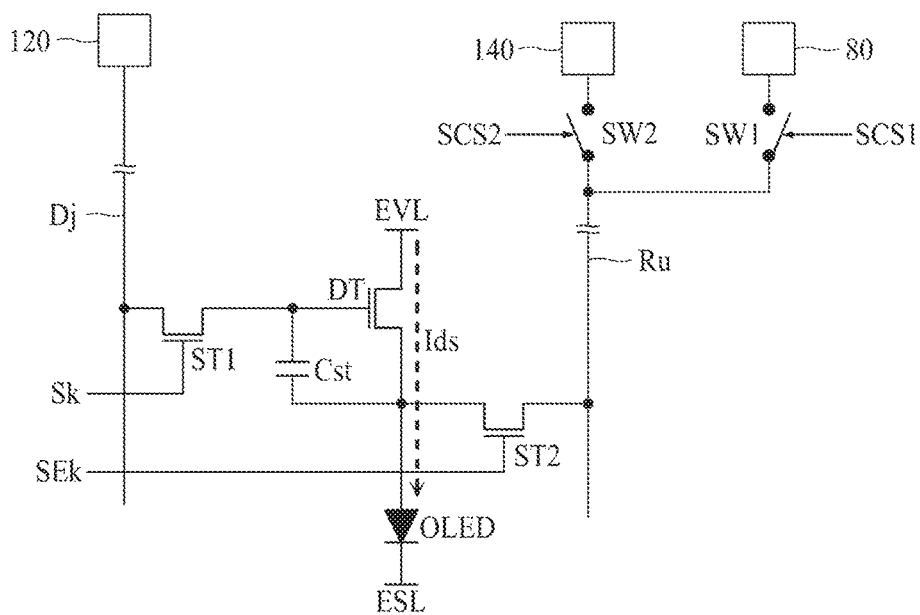 120
140
80
SCS2
SW2
SW1
SCS1
Dj
EVL
Ru
DT
Ids
ST1
Cst
Sk
ST2
SEk
OLED
ESL